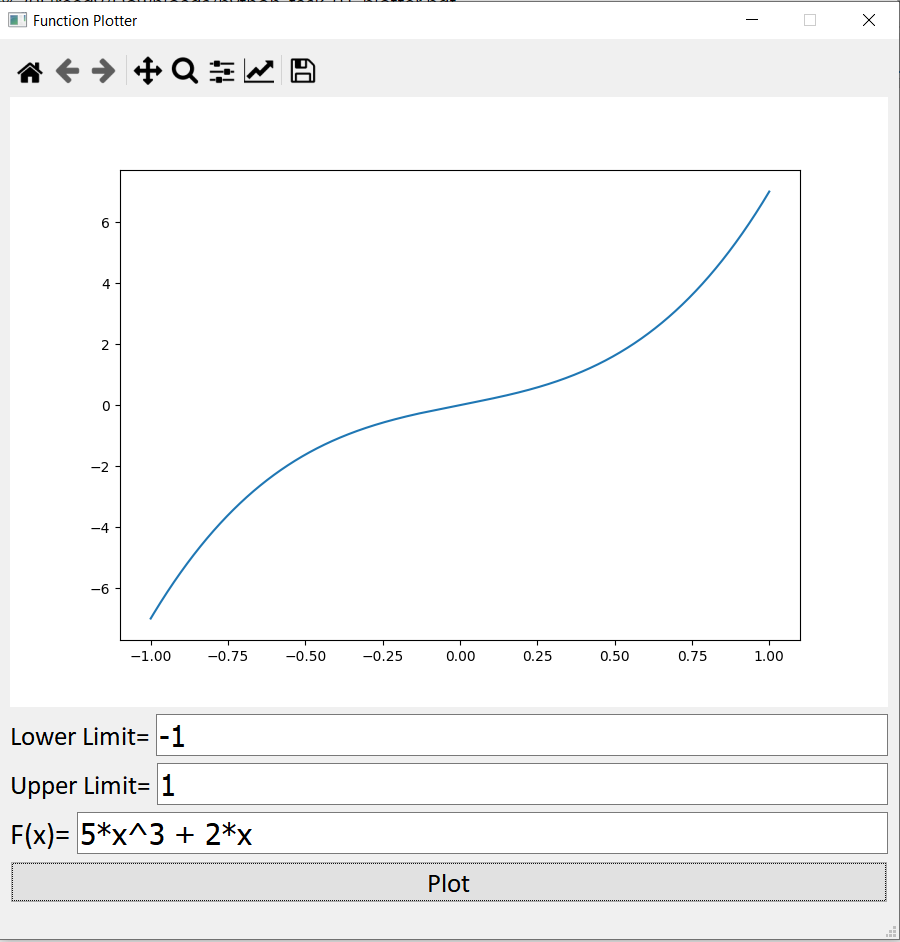 Function Plotter
6
4
2
0
−2
−4
−6
−1.00 −0.75 −0.50 −0.25 0.00 0.25 0.50 0.75 1.00
Lower Limit= -1
Upper Limit= 1
F(x)= 5*x^3 + 2*x
Plot